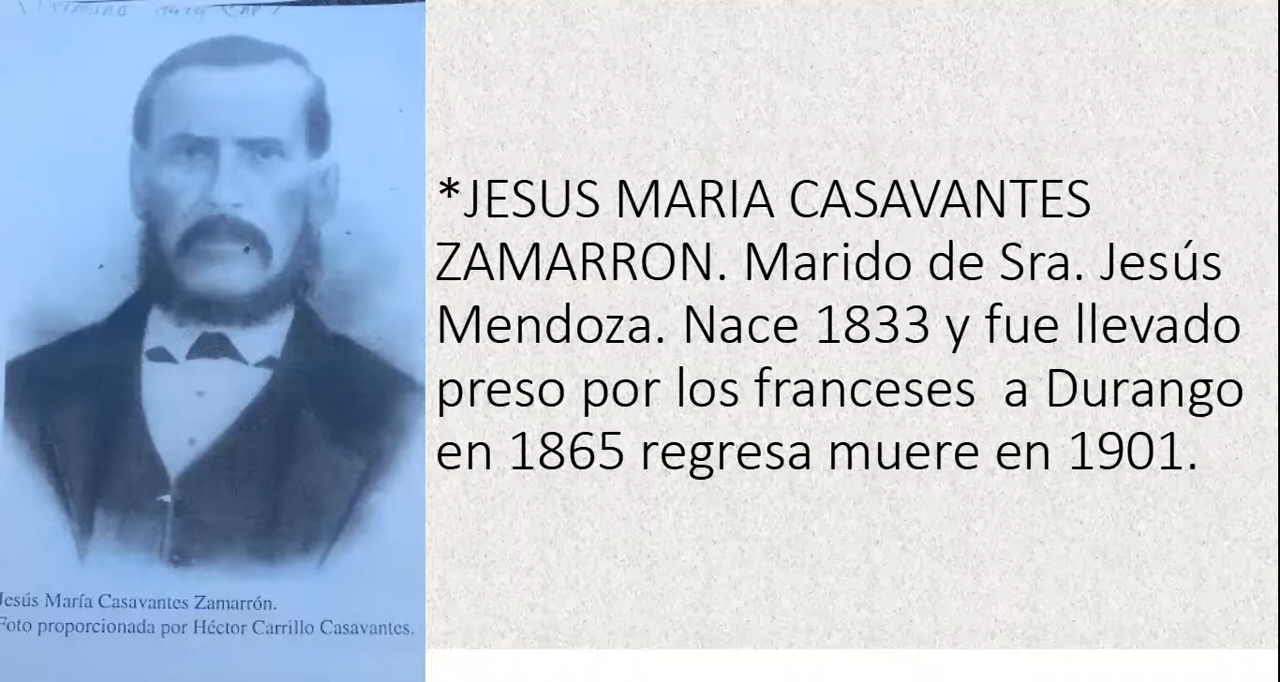 *JESUS MARIA CASAVANTES
ZAMARRON. Marido de Sra. Jesús
Mendoza. Nace 1833 y fue llevado
preso por los franceses  a Durango
en 1865 regresa muere en 1901.
Jesús María Casavantes Zamarrón.
Foto proporcionada por Héctor Carrillo Casavantes.